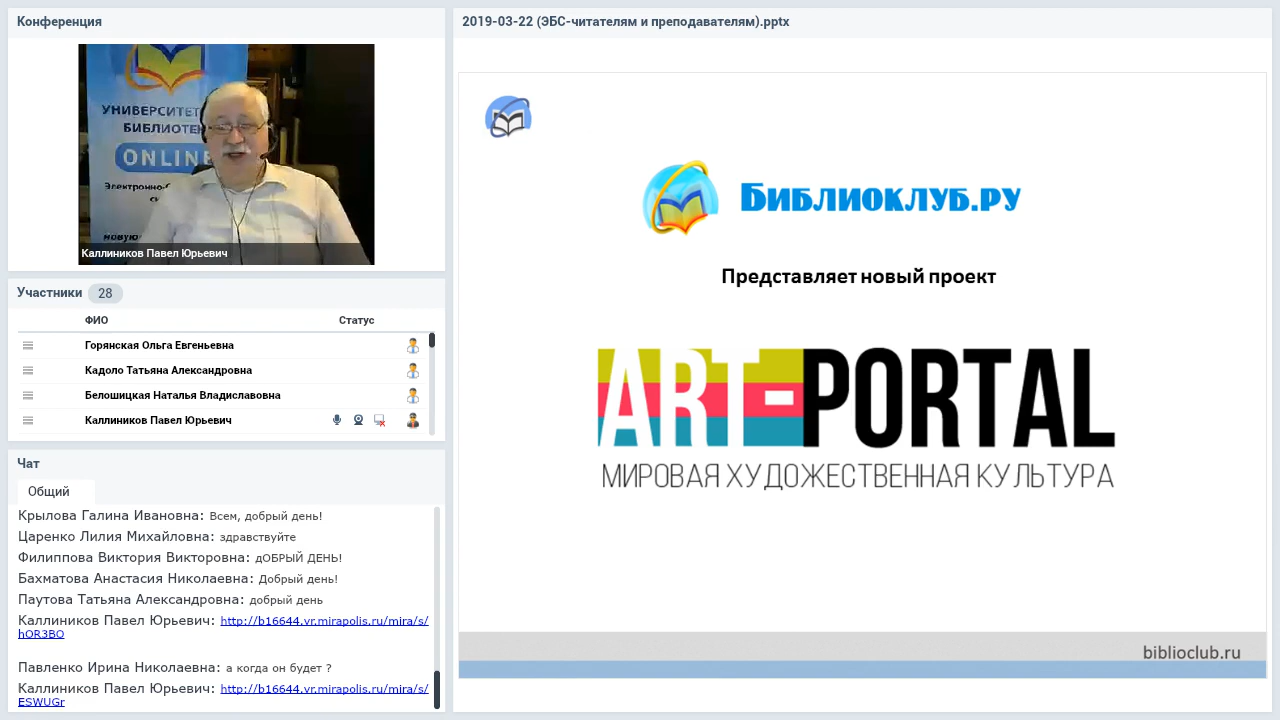 Конференция
УНИВЕРСИТЕТ
БИБЛИОТЕ
ONLINE
Электронно-
Каллиников Павел Юрьевич
Участники 28
ФИО Статус
Горянская Ольга Евгеньевна
Кадоло Татьяна Александровна
Белошицкая Наталья Владиславовна
Каллиников Павел Юрьевич
Чат
Общий
Крылова Галина Ивановна: Всем, добрый день!
Царенко Лилия Михайловна: здравствуйте
Филиппова Виктория Викторовна: дОБРЫЙ ДЕНЬ!
Бахматова Анастасия Николаевна: Добрый день!
Паутова Татьяна Александровна: добрый день
Каллиников Павел Юрьевич: http://b16644.vr.mirapolis.ru/mira/s/
hOR3BO
Павленко Ирина Николаевна: а когда он будет ?
Каллиников Павел Юрьевич: http://b16644.vr.mirapolis.ru/mira/s/
ESWUGr
2019-03-22 (ЭБС-читателям и преподавателям).pptx
БИБЛИОКЛУБ.РУ
Представляет новый проект
ART-PORTAL
МИРОВАЯ ХУДОЖЕСТВЕННАЯ КУЛЬТУРА
biblioclub.ru